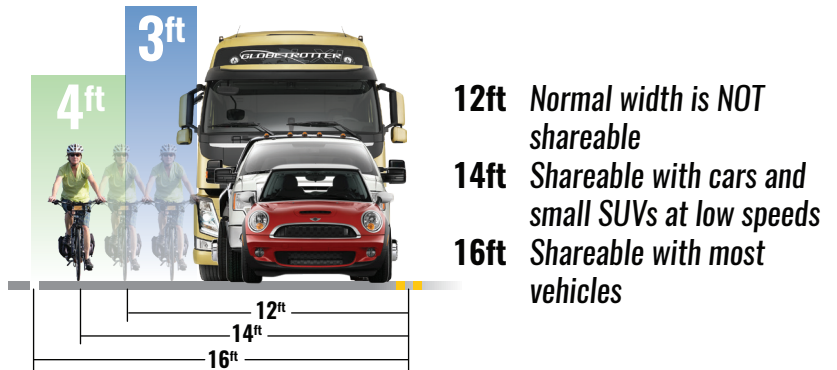 3ft
4ft
GLOBETROTTER
12ft Normal width is NOT
shareable
14ft Shareable with cars and
small SUVs at low speeds
16ft Shareable with most
vehicles
12ft
14ft
16ft